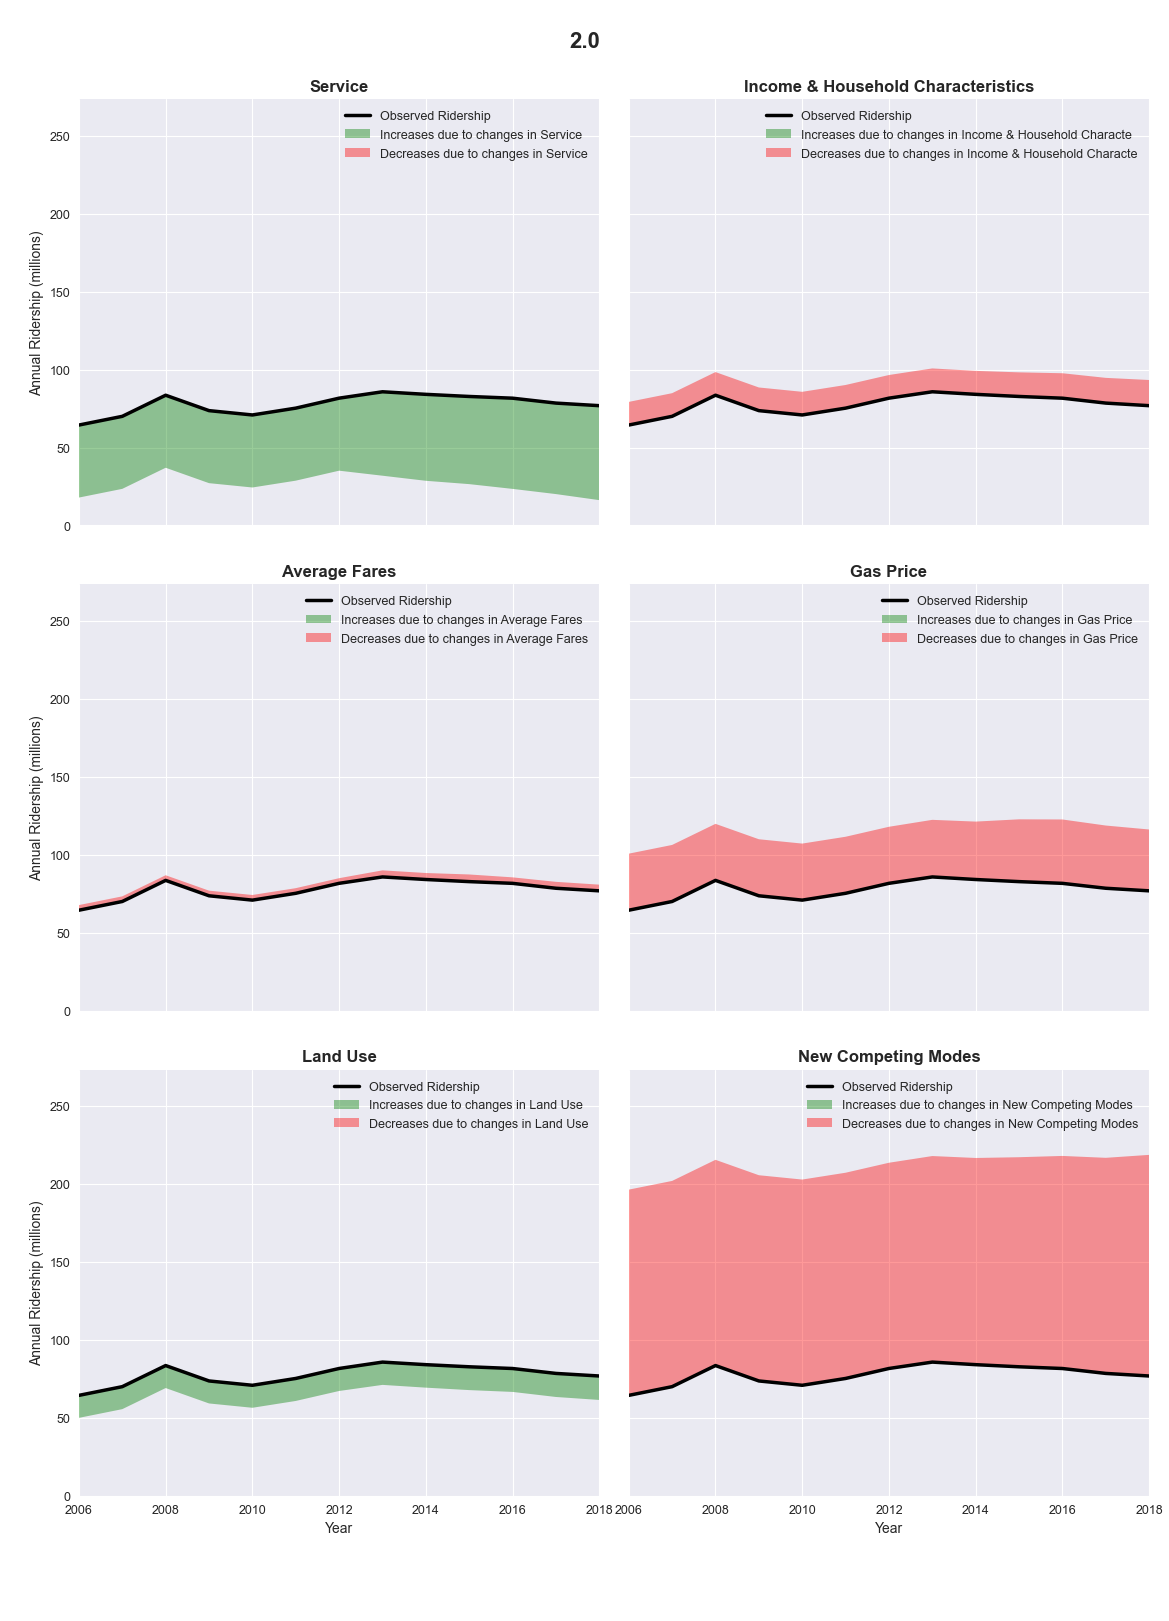 2.0
Service
Observed Ridership
Increases due to changes in Service
Decreases due to changes in Service
250
200
150
100
50
0
Annual Ridership (millions)
Income & Household Characteristics
Observed Ridership
Increases due to changes in Income & Household Characte
Decreases due to changes in Income & Household Characte
Average Fares
Observed Ridership
Increases due to changes in Average Fares
Decreases due to changes in Average Fares
250
200
150
100
50
0
Annual Ridership (millions)
Gas Price
Observed Ridership
Increases due to changes in Gas Price
Decreases due to changes in Gas Price
Land Use
Observed Ridership
Increases due to changes in Land Use
Decreases due to changes in Land Use
250
200
150
100
50
0
Annual Ridership (millions)
2006 2008 2010 2012 2014 2016 2018
Year
New Competing Modes
Observed Ridership
Increases due to changes in New Competing Modes
Decreases due to changes in New Competing Modes
2006 2008 2010 2012 2014 2016 2018
Year